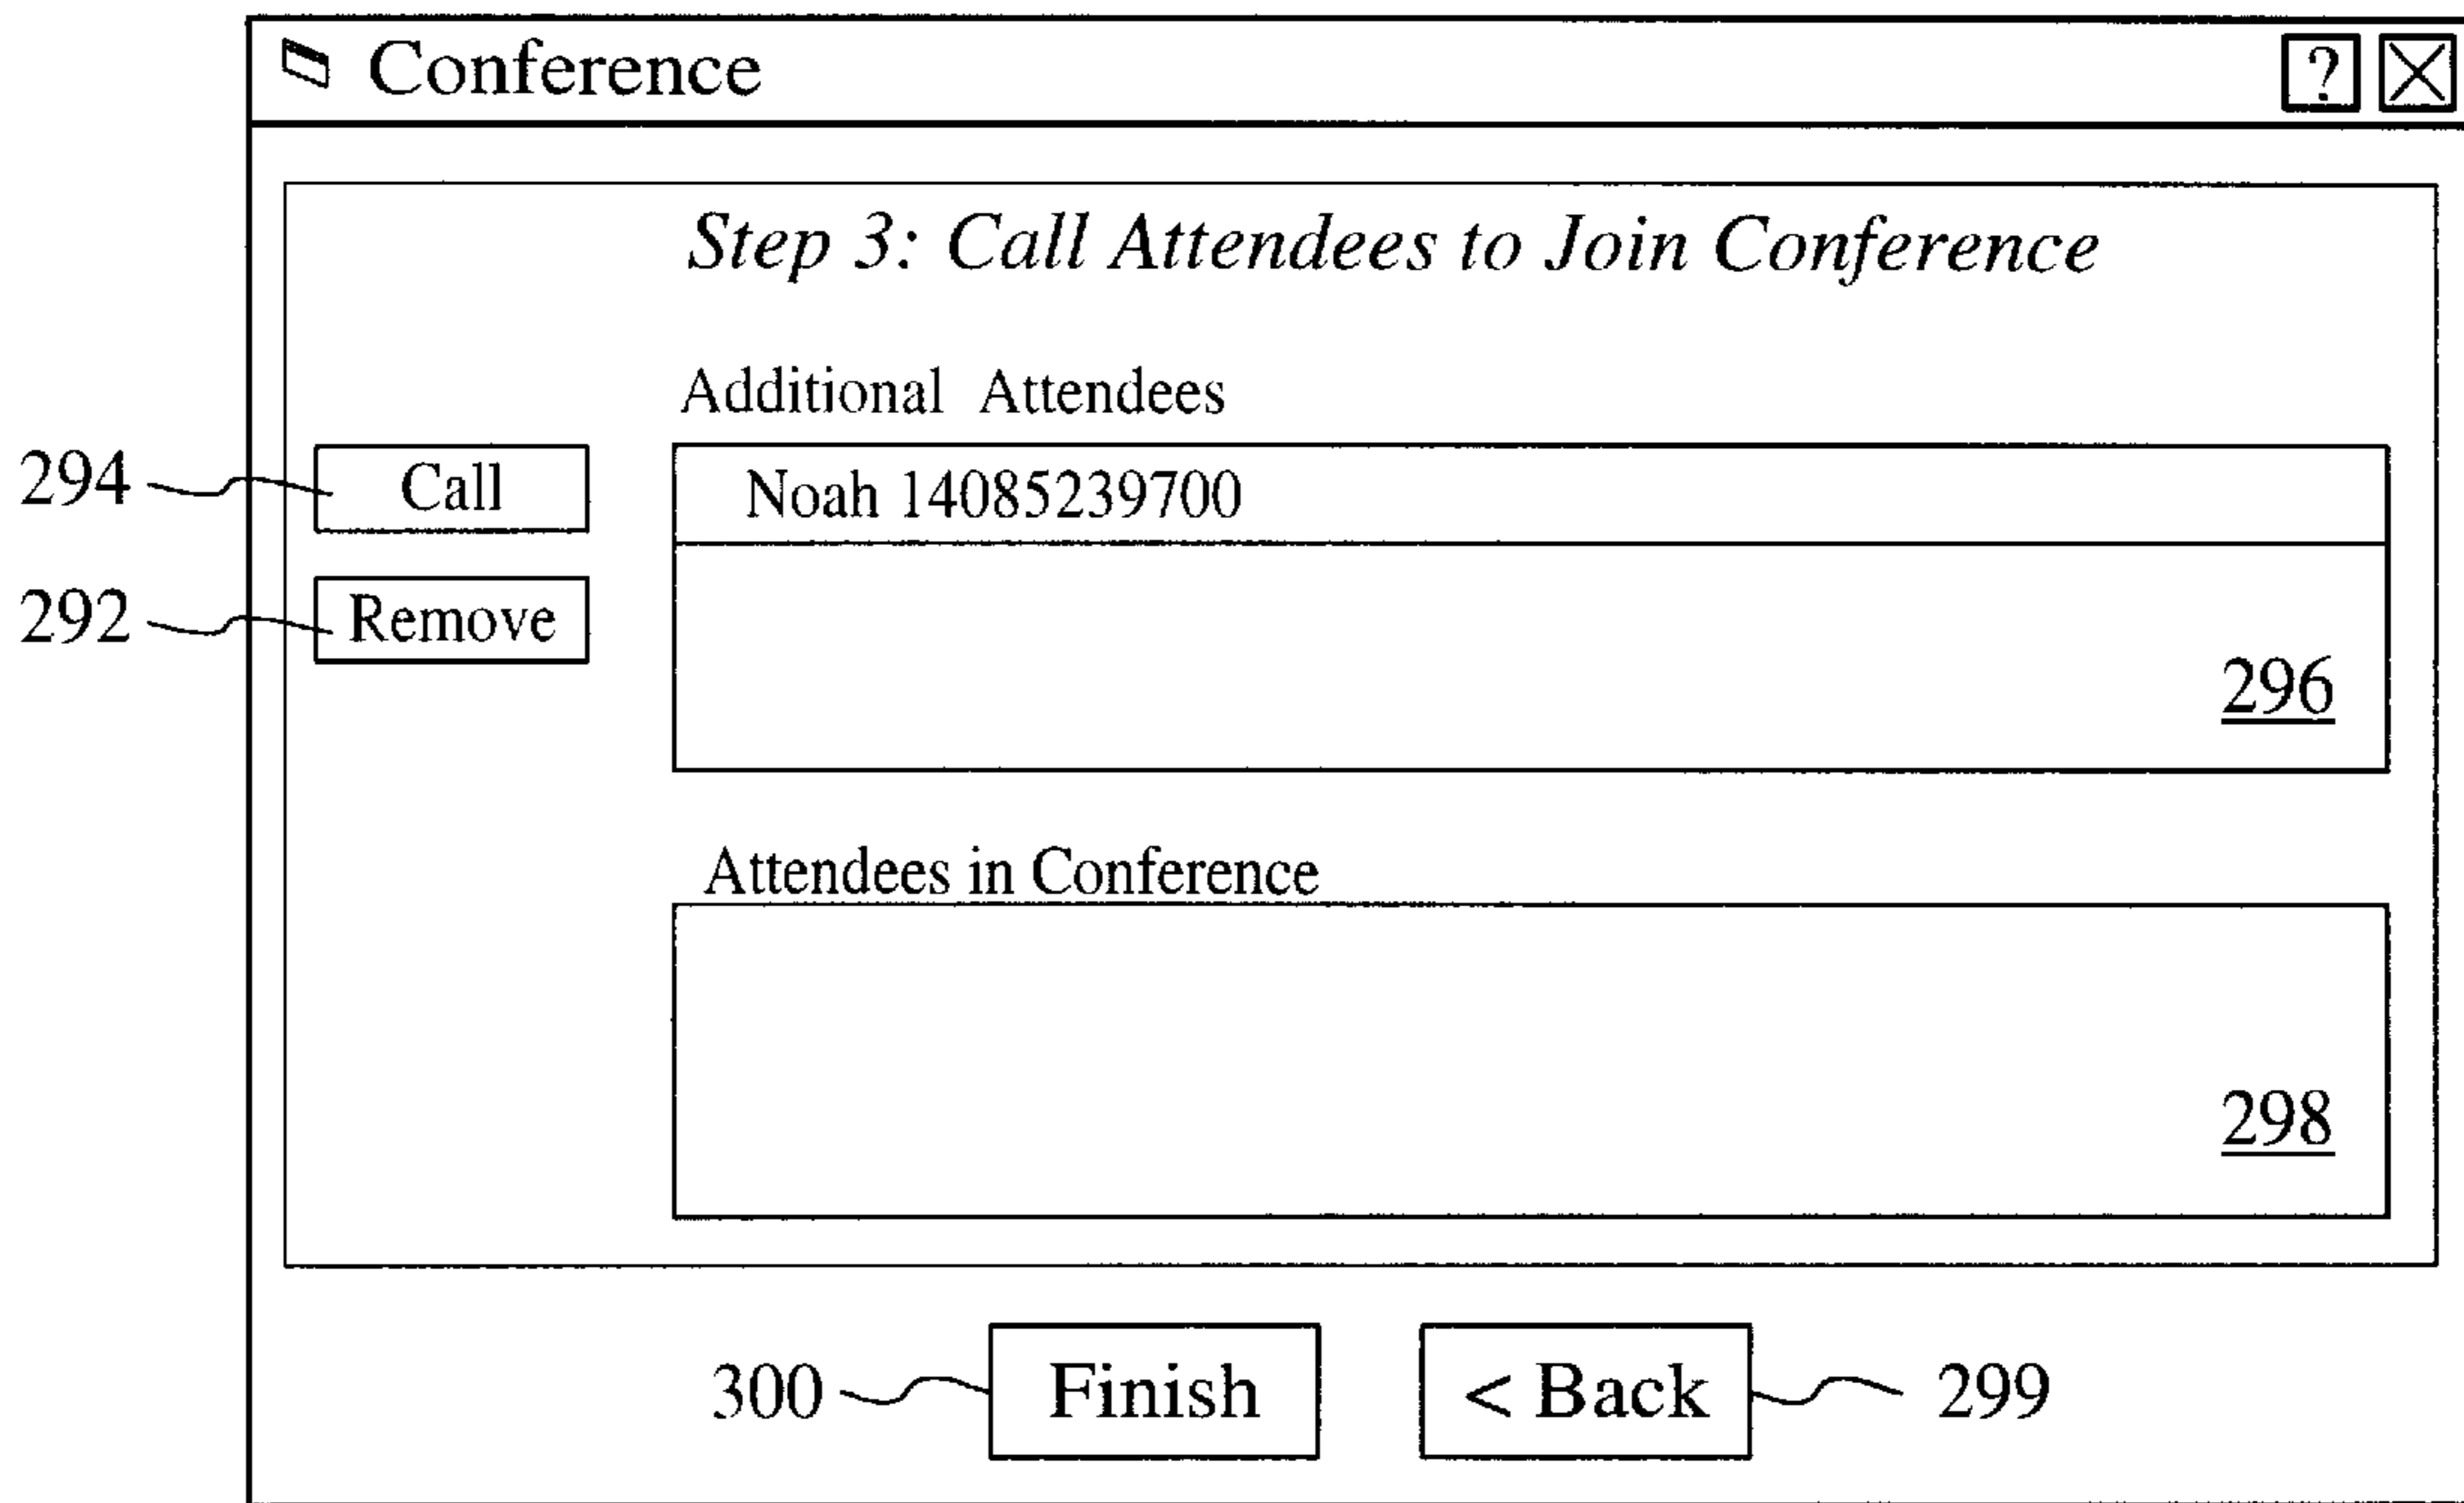 Conference ?
Step 3: Call Attendees to Join Conference
Additional Attendees
294 Call Noah 14085239700
292 Remove
296
Attendees in Conference
298
300 Finish < Back 299